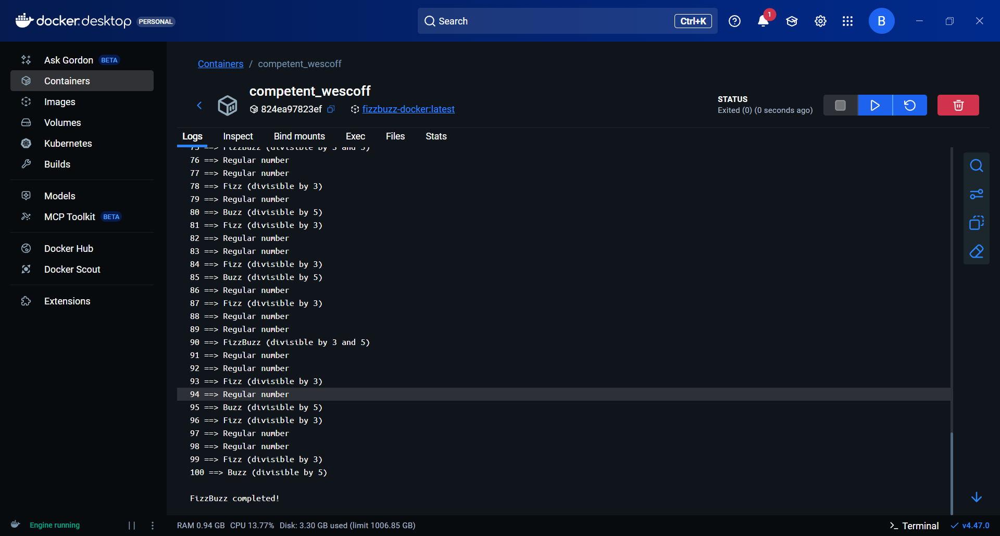 docker.desktop PERSONAL
Search
Ctrl+K
1
B
Ask Gordon BETA
Containers
Images
Volumes
Kubernetes
Builds
Models
MCP Toolkit BETA
Docker Hub
Docker Scout
Extensions
Containers / competent_wescoff
competent_wescoff
824ea97823ef fizzbuzz-docker:latest
STATUS
Exited (0) (0 seconds ago)
Logs Inspect Bind mounts Exec Files Stats
75 ==> FizzBuzz (divisible by 3 and 5)
76 ==> Regular number
77 ==> Regular number
78 ==> Fizz (divisible by 3)
79 ==> Regular number
80 ==> Buzz (divisible by 5)
81 ==> Fizz (divisible by 3)
82 ==> Regular number
83 ==> Regular number
84 ==> Fizz (divisible by 3)
85 ==> Buzz (divisible by 5)
86 ==> Regular number
87 ==> Fizz (divisible by 3)
88 ==> Regular number
89 ==> Regular number
90 ==> FizzBuzz (divisible by 3 and 5)
91 ==> Regular number
92 ==> Regular number
93 ==> Fizz (divisible by 3)
94 ==> Regular number
95 ==> Buzz (divisible by 5)
96 ==> Fizz (divisible by 3)
97 ==> Regular number
98 ==> Regular number
99 ==> Fizz (divisible by 3)
100 ==> Buzz (divisible by 5)
FizzBuzz completed!
Engine running
RAM 0.94 GB CPU 13.77% Disk: 3.30 GB used (limit 1006.85 GB)
Terminal
v4.47.0